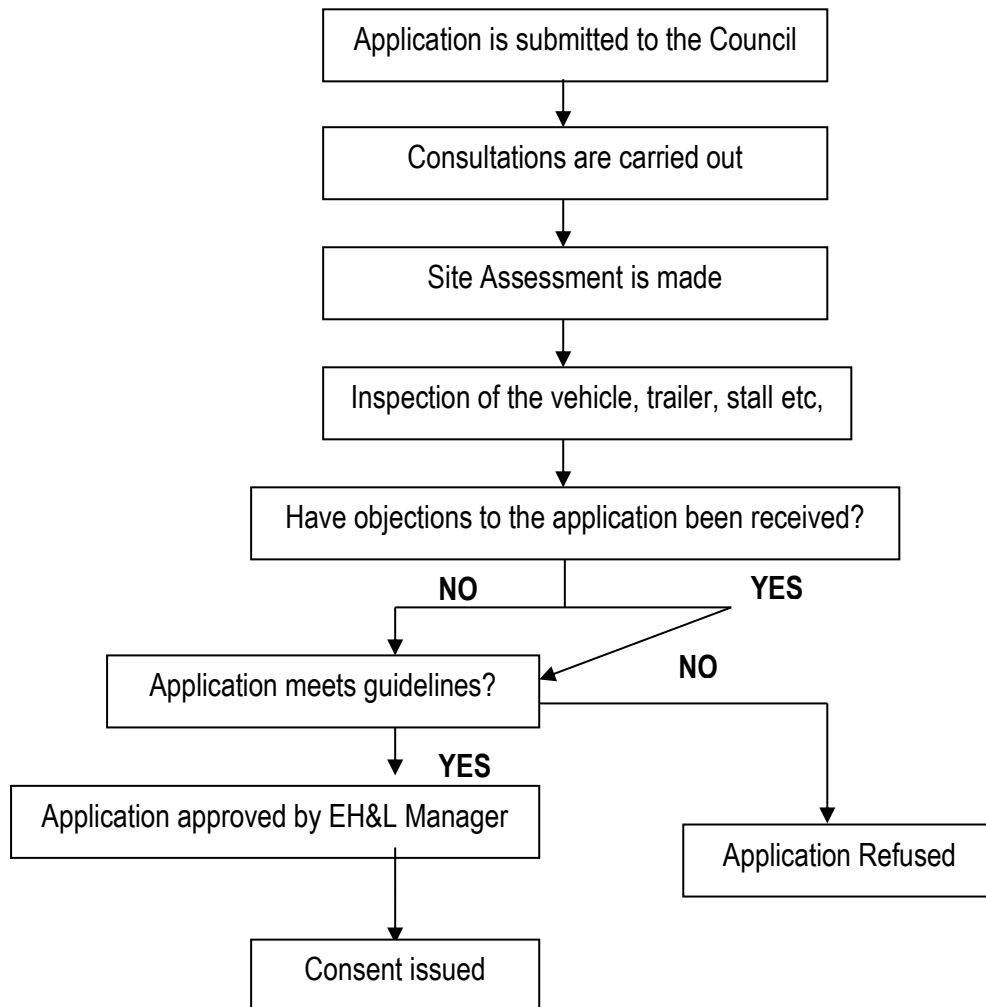 Application is submitted to the Council
Consultations are carried out
Site Assessment is made
Inspection of the vehicle, trailer, stall etc,
Have objections to the application been received?
NO
YES
Application meets guidelines?
NO
YES
Application approved by EH&L Manager
Application Refused
Consent issued